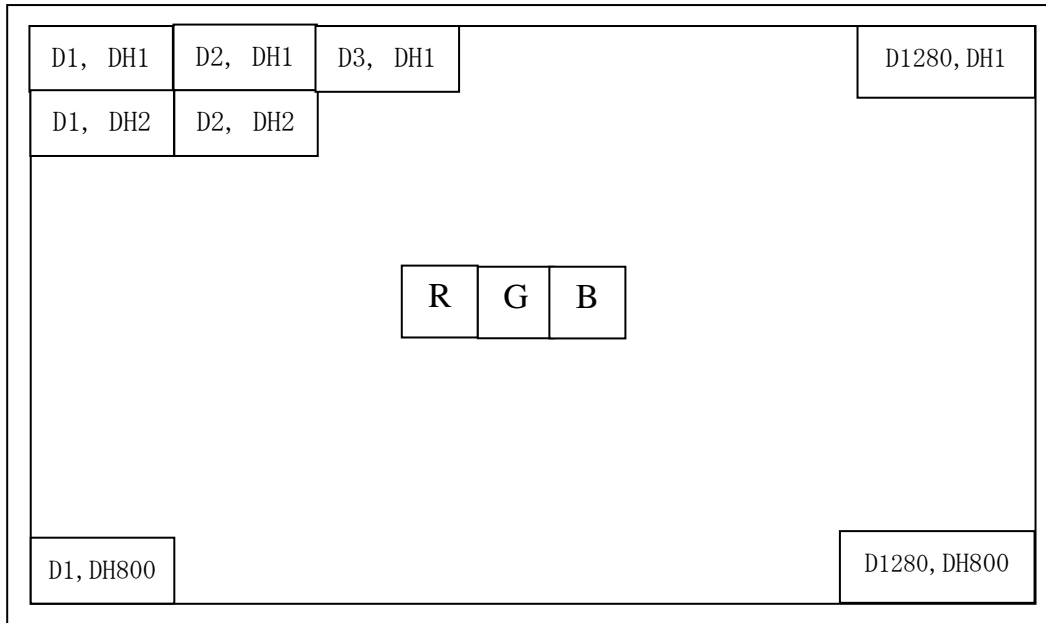 D1, DH1 D2, DH1 D3, DH1 D1280,DH1
D1, DH2 D2, DH2
R G B
D1,DH800 D1280,DH800